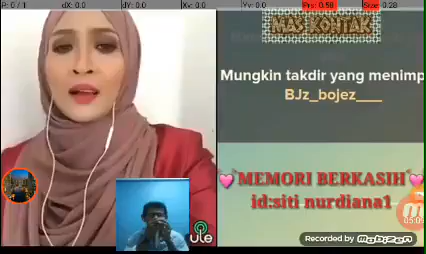 P: 0 / 1 dX: 0.0 dY: 0.0 Xv: 0.0 Yv: 0.0 Prs: 0.50 Size: 0.28
MAS KONTAK
Mungkin takdir yang menimp
BJz_bojez___
MEMORI BERKASIH
id:siti nurdiana1
ule
Recorded by Mobizen